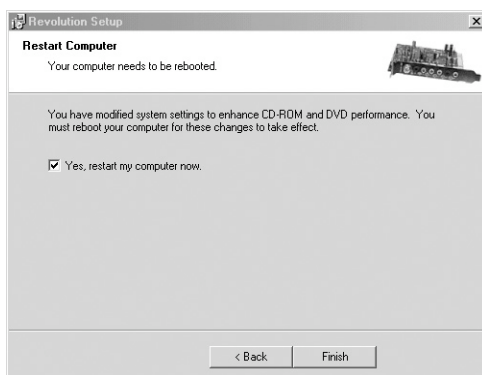 Revolution Setup
Restart Computer
Your computer needs to be rebooted.
You have modified system settings to enhance CD-ROM and DVD performance. You
must reboot your computer for these changes to take effect.
Yes, restart my computer now.
< Back
Finish